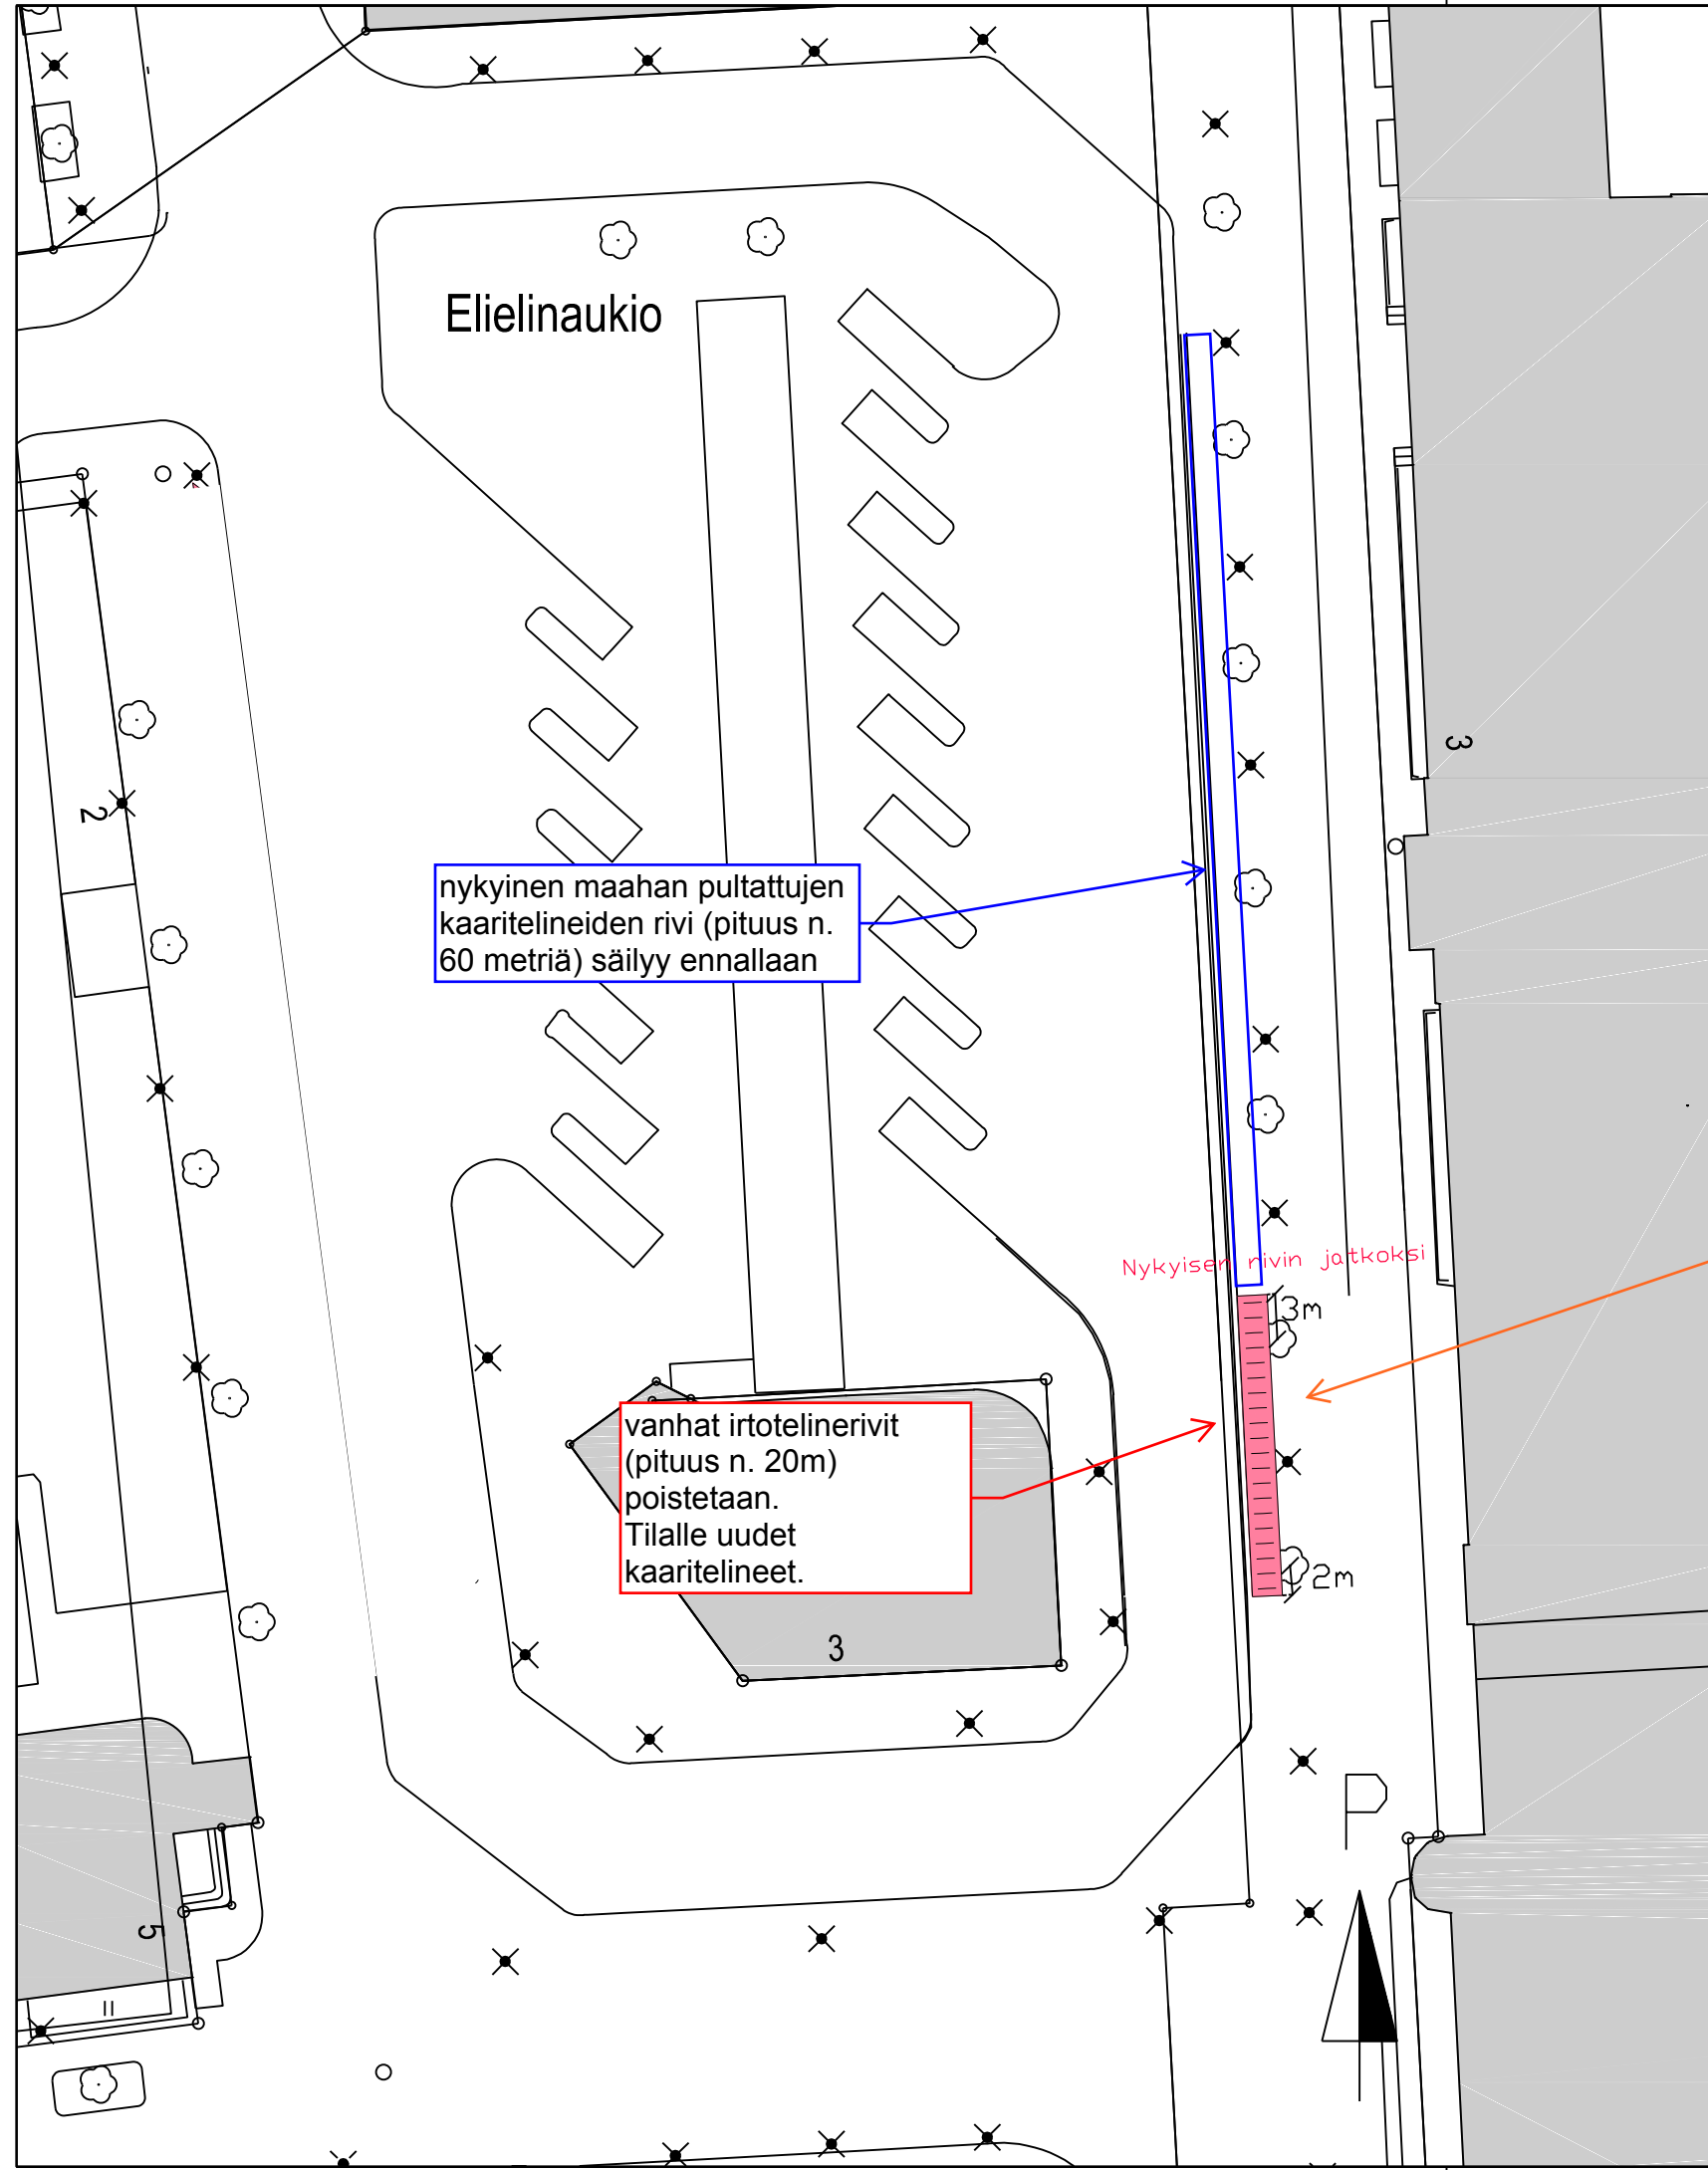 Elielinaukio
3
2
nykyinen maahan pultattujen
kaaritelineiden rivi (pituus n.
60 metriä) säilyy ennallaan
Nykyisen rivin jatkoksi
3m
vanhat irtotelinerivit
(pituus n. 20m)
poistetaan.
Tilalle uudet
kaaritelineet.
2m
3
P
5
II